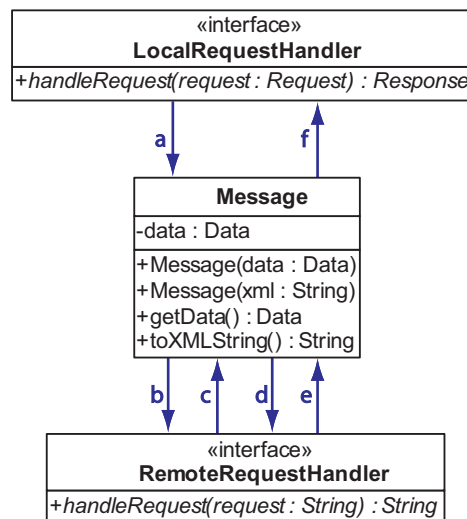 «interface»
LocalRequestHandler
+handleRequest(request : Request) : Response
a
f
Message
-data : Data
+Message(data : Data)
+Message(xml : String)
+getData() : Data
+toXMLString() : String
b c d e
«interface»
RemoteRequestHandler
+handleRequest(request : String) : String